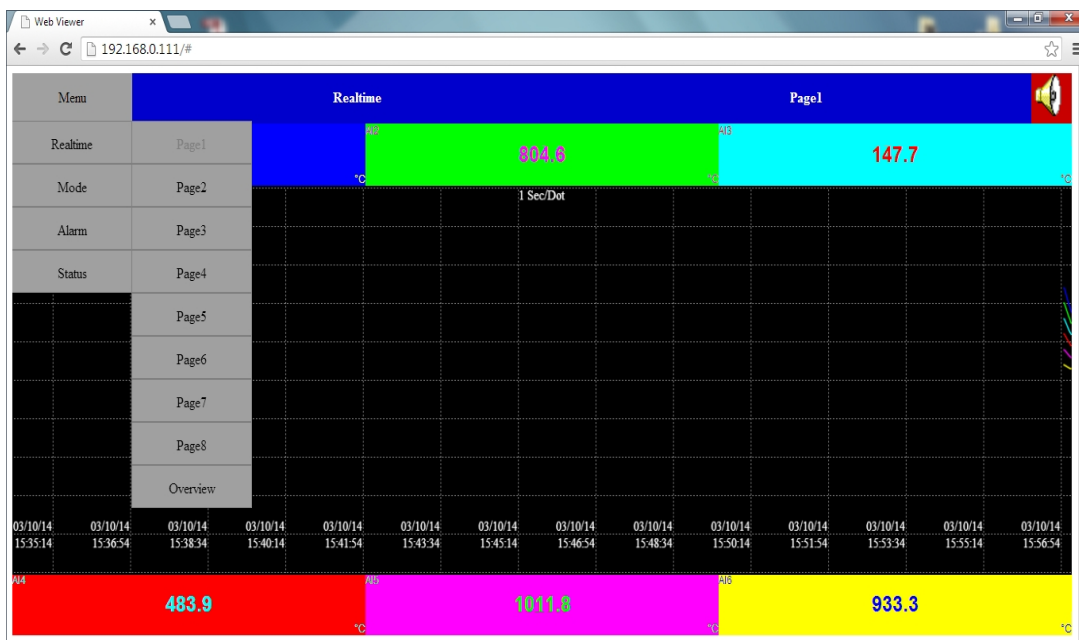 Web Viewer ×
192.168.0.111/#
Menu Realtime Page1
Realtime
Mode
Alarm
Status
Page1
Page2
Page3
Page4
Page5
Page6
Page7
Page8
Overview
°C
AI2 804.6 °C
AI3 147.7 °C
1 Sec/Dot
03/10/14 03/10/14 03/10/14 03/10/14 03/10/14 03/10/14 03/10/14 03/10/14 03/10/14 03/10/14 03/10/14 03/10/14 03/10/14 03/10/14
15:35:14 15:36:54 15:38:34 15:40:14 15:41:54 15:43:34 15:45:14 15:46:54 15:48:34 15:50:14 15:51:54 15:53:34 15:55:14 15:56:54
AI4 483.9 °C
AI5 1011.8 °C
AI6 933.3 °C